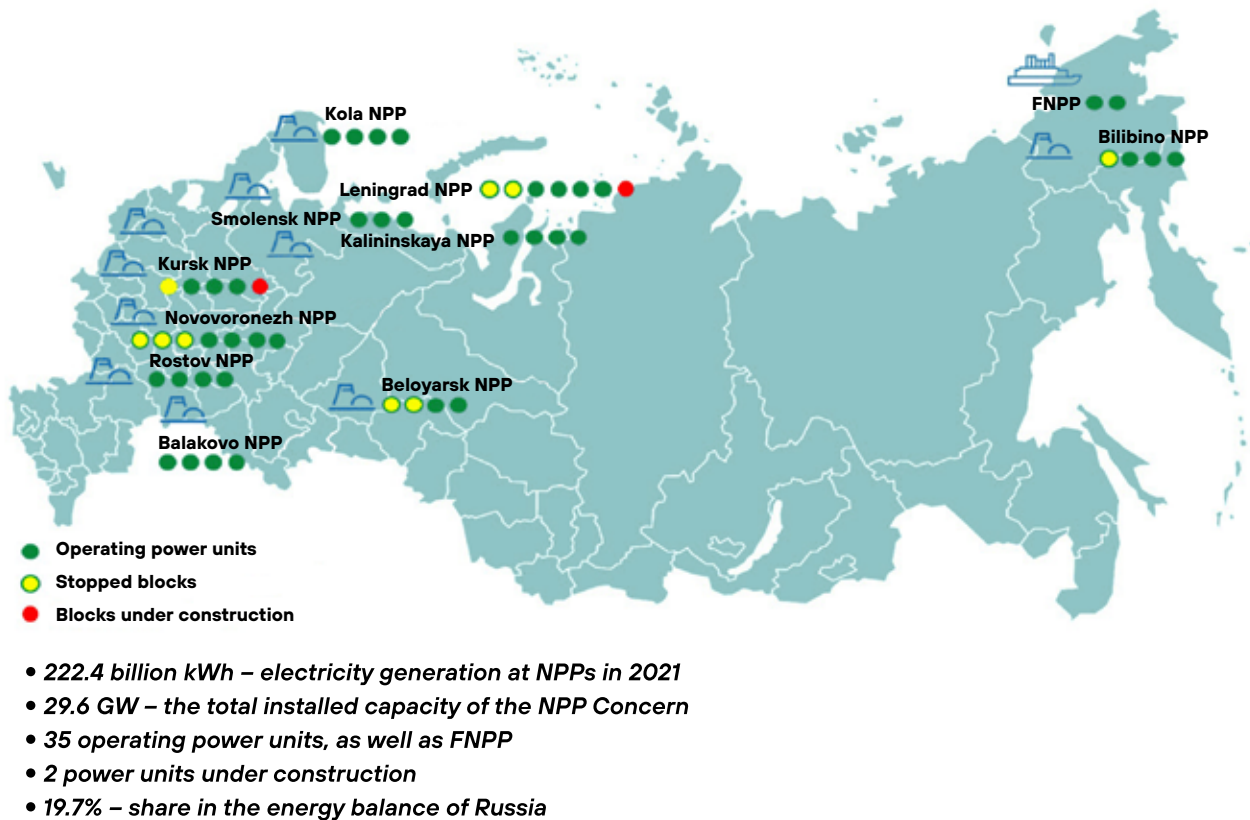 FNPP
Kola NPP
Bilibino NPP
Leningrad NPP
Smolensk NPP
Kalininskaya NPP
Kursk NPP
Novovoronezh NPP
Rostov NPP
Beloyarsk NPP
Balakovo NPP
Operating power units
Stopped blocks
Blocks under construction
• 222.4 billion kWh – electricity generation at NPPs in 2021
• 29.6 GW – the total installed capacity of the NPP Concern
• 35 operating power units, as well as FNPP
• 2 power units under construction
• 19.7% – share in the energy balance of Russia